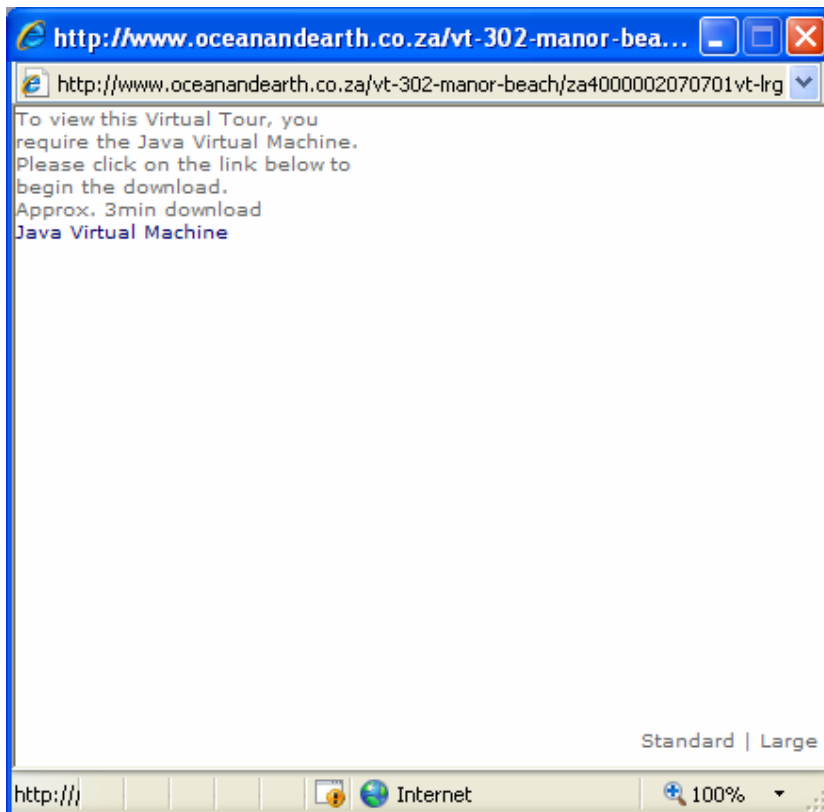 http://www.oceanandearth.co.za/vt-302-manor-bea...
http://www.oceanandearth.co.za/vt-302-manor-beach/za4000002070701vt-lrg
To view this Virtual Tour, you
require the Java Virtual Machine.
Please click on the link below to
begin the download.
Approx. 3min download
Java Virtual Machine
Standard | Large
http:// Internet 100%